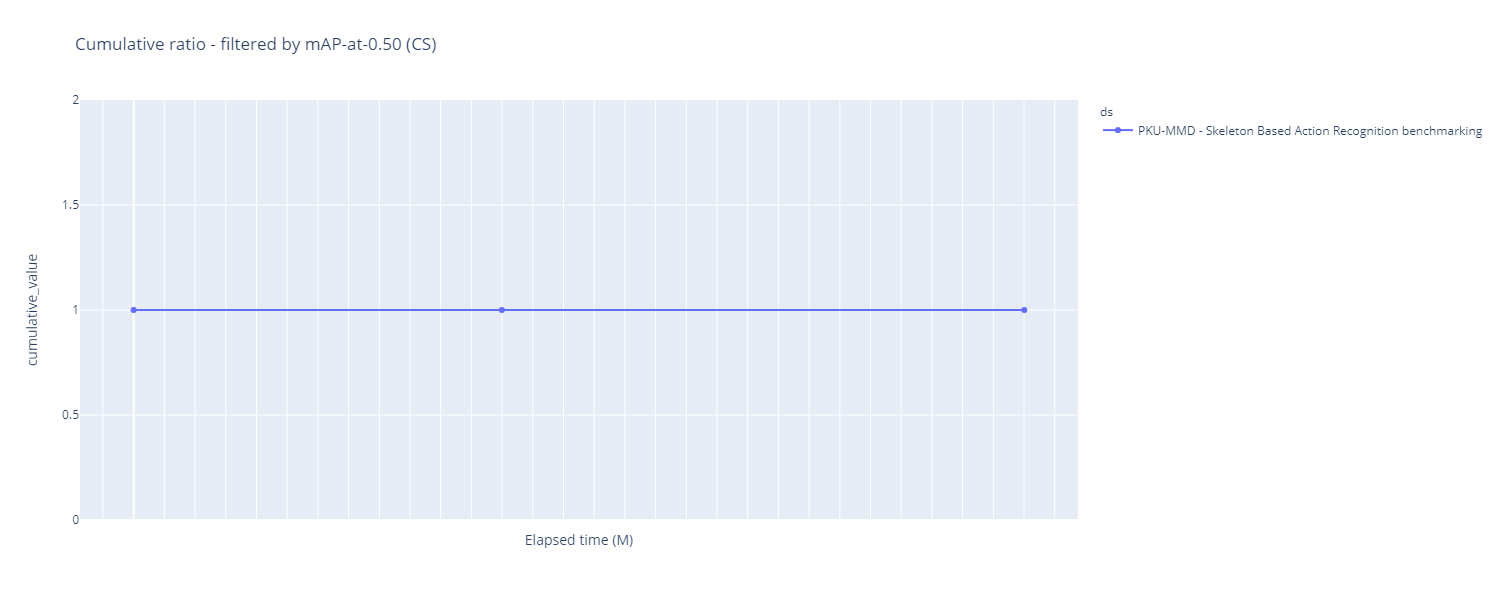 Cumulative ratio - filtered by mAP-at-0.50 (CS)
2
1.5
1
0.5
0
cumulative_value
Elapsed time (M)
ds
PKU-MMD - Skeleton Based Action Recognition benchmarking